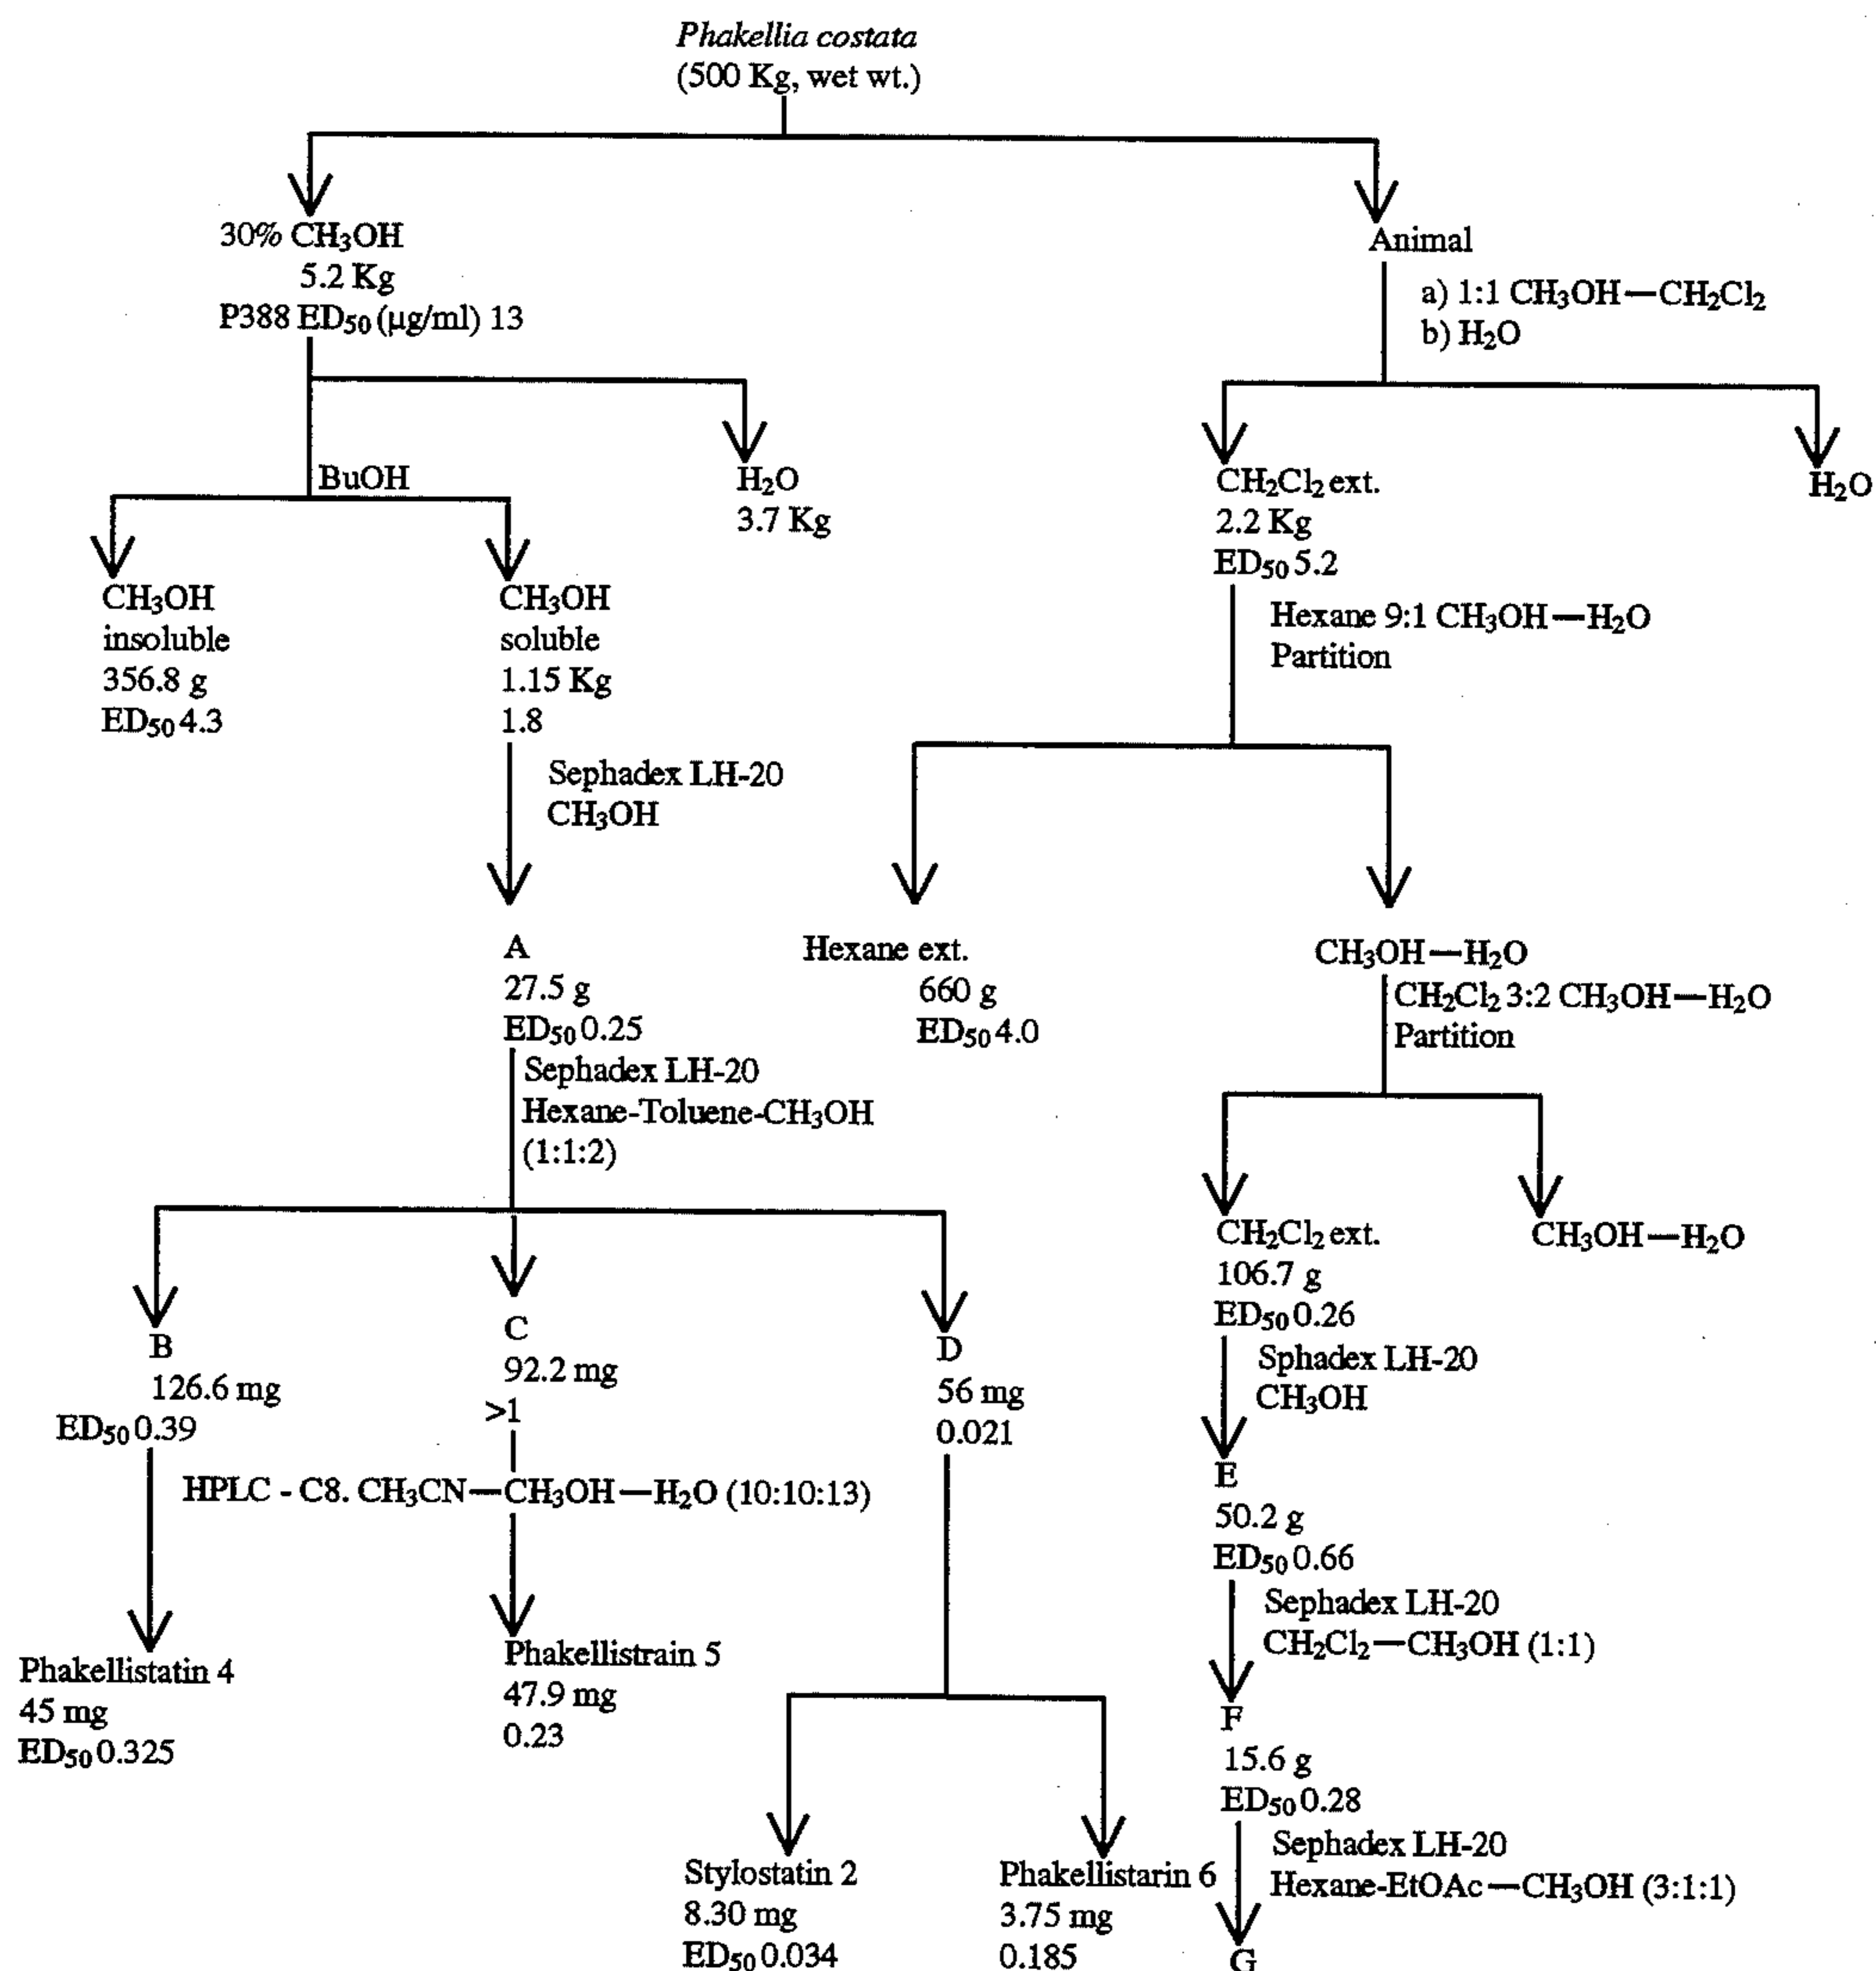 Phakellia costata
(500 Kg, wet wt.)
30% CH₃OH
5.2 Kg
P388 ED₅₀ (µg/ml) 13
Animal
a) 1:1 CH₃OH—CH₂Cl₂
b) H₂O
BuOH
H₂O
3.7 Kg
CH₂Cl₂ ext.
2.2 Kg
ED₅₀ 5.2
H₂O
CH₃OH
insoluble
356.8 g
ED₅₀ 4.3
CH₃OH
soluble
1.15 Kg
1.8
Hexane 9:1 CH₃OH—H₂O
Partition
Sephadex LH-20
CH₃OH
A
27.5 g
ED₅₀ 0.25
Hexane ext.
660 g
ED₅₀ 4.0
CH₃OH—H₂O
CH₂Cl₂ 3:2 CH₃OH—H₂O
Partition
Sephadex LH-20
Hexane-Toluene-CH₃OH
(1:1:2)
CH₂Cl₂ ext.
106.7 g
ED₅₀ 0.26
CH₃OH—H₂O
B
126.6 mg
ED₅₀ 0.39
C
92.2 mg
>1
D
56 mg
0.021
Sphadex LH-20
CH₃OH
HPLC - C8. CH₃CN—CH₃OH—H₂O (10:10:13)
E
50.2 g
ED₅₀ 0.66
Sephadex LH-20
CH₂Cl₂—CH₃OH (1:1)
Phakellistatin 4
45 mg
ED₅₀ 0.325
Phakellistrain 5
47.9 mg
0.23
F
15.6 g
ED₅₀ 0.28
Sephadex LH-20
Hexane-EtOAc—CH₃OH (3:1:1)
Stylostatin 2
8.30 mg
ED₅₀ 0.034
Phakellistarin 6
3.75 mg
0.185
G